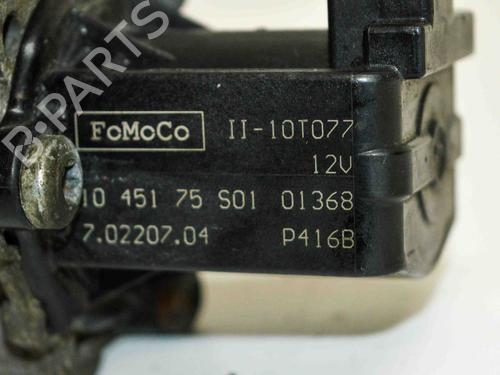 B-PARTS
FoMoCo II-10T077
12V
10 451 75 S01 01368
7.02207.04 P416B